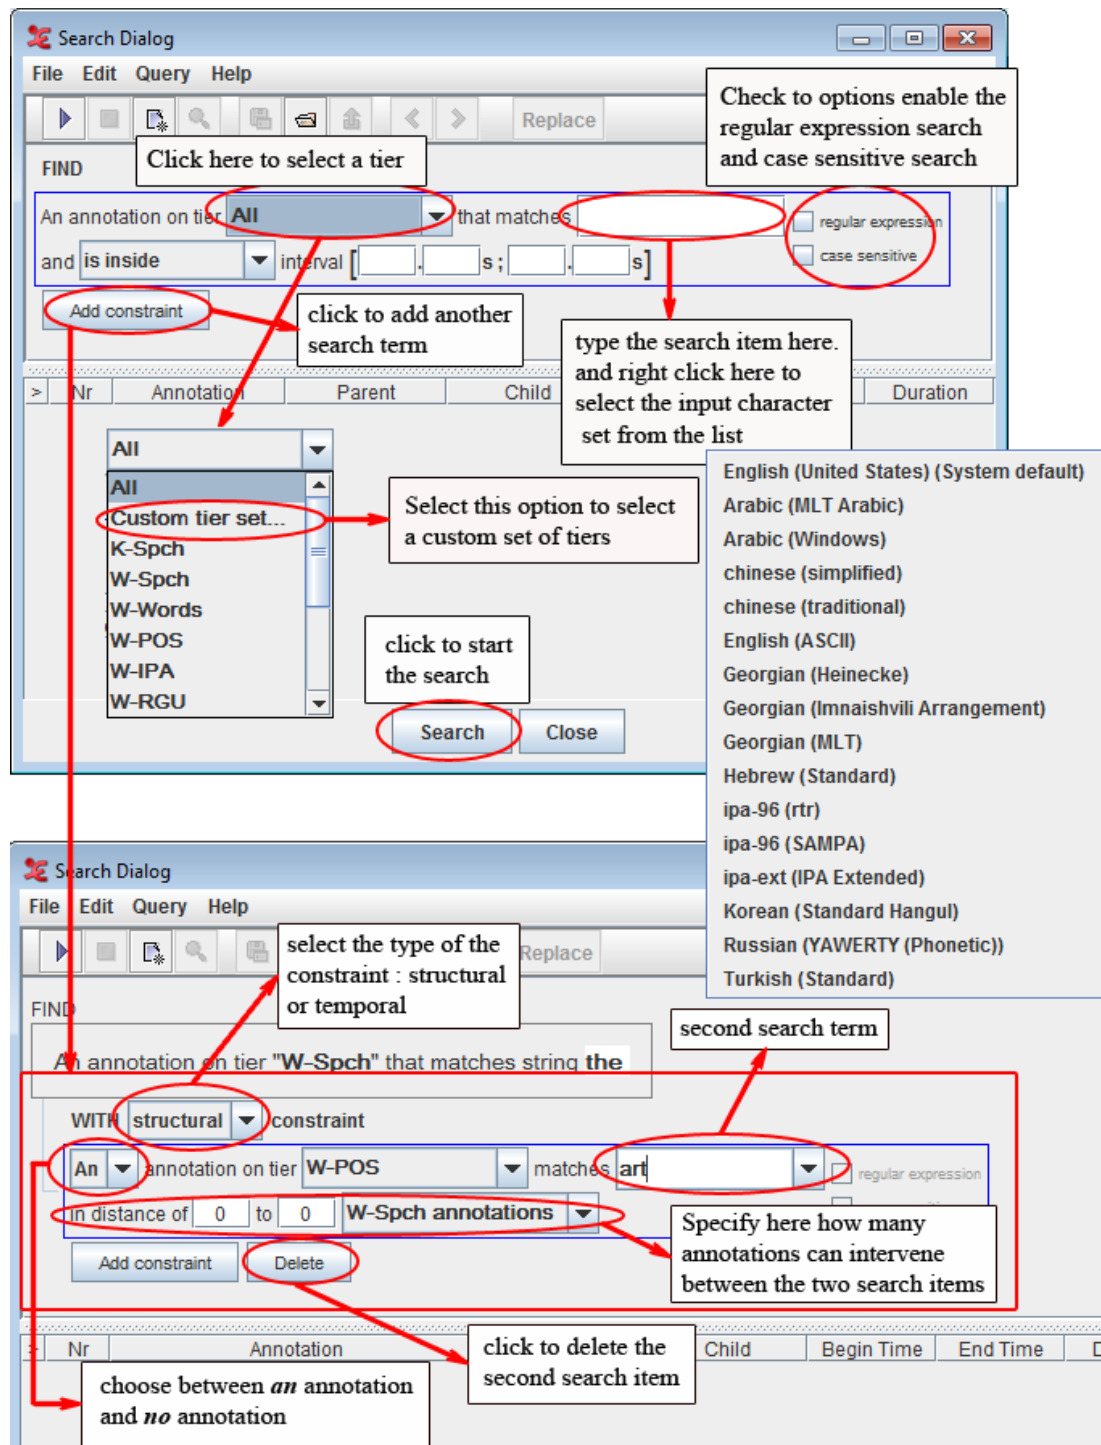 Search Dialog
File Edit Query Help
Replace
Check to options enable the
regular expression search
and case sensitive search
Click here to select a tier
FIND
An annotation on tier All that matches
regular expression
and is inside interval [ . s ; . s]
case sensitive
Add constraint
click to add another
search term
type the search item here.
and right click here to
select the input character
set from the list
> Nr Annotation Parent Child Duration
All
All
Custom tier set...
K-Spch
W-Spch
W-Words
W-POS
W-IPA
W-RGU
Select this option to select
a custom set of tiers
click to start
the search
Search Close
English (United States) (System default)
Arabic (MLT Arabic)
Arabic (Windows)
chinese (simplified)
chinese (traditional)
English (ASCII)
Georgian (Heinecke)
Georgian (Imnaishvili Arrangement)
Georgian (MLT)
Hebrew (Standard)
ipa-96 (rtr)
ipa-96 (SAMPA)
ipa-ext (IPA Extended)
Korean (Standard Hangul)
Russian (YAWERTY (Phonetic))
Turkish (Standard)
Search Dialog
File Edit Query Help
Replace
select the type of the
constraint : structural
or temporal
FIND
second search term
An annotation on tier "W-Spch" that matches string the
WITH structural constraint
An annotation on tier W-POS matches art
regular expression
In distance of 0 to 0 W-Spch annotations
Specify here how many
annotations can intervene
between the two search items
Add constraint Delete
> Nr Annotation Child Begin Time End Time D
click to delete the
second search item
choose between an annotation
and no annotation